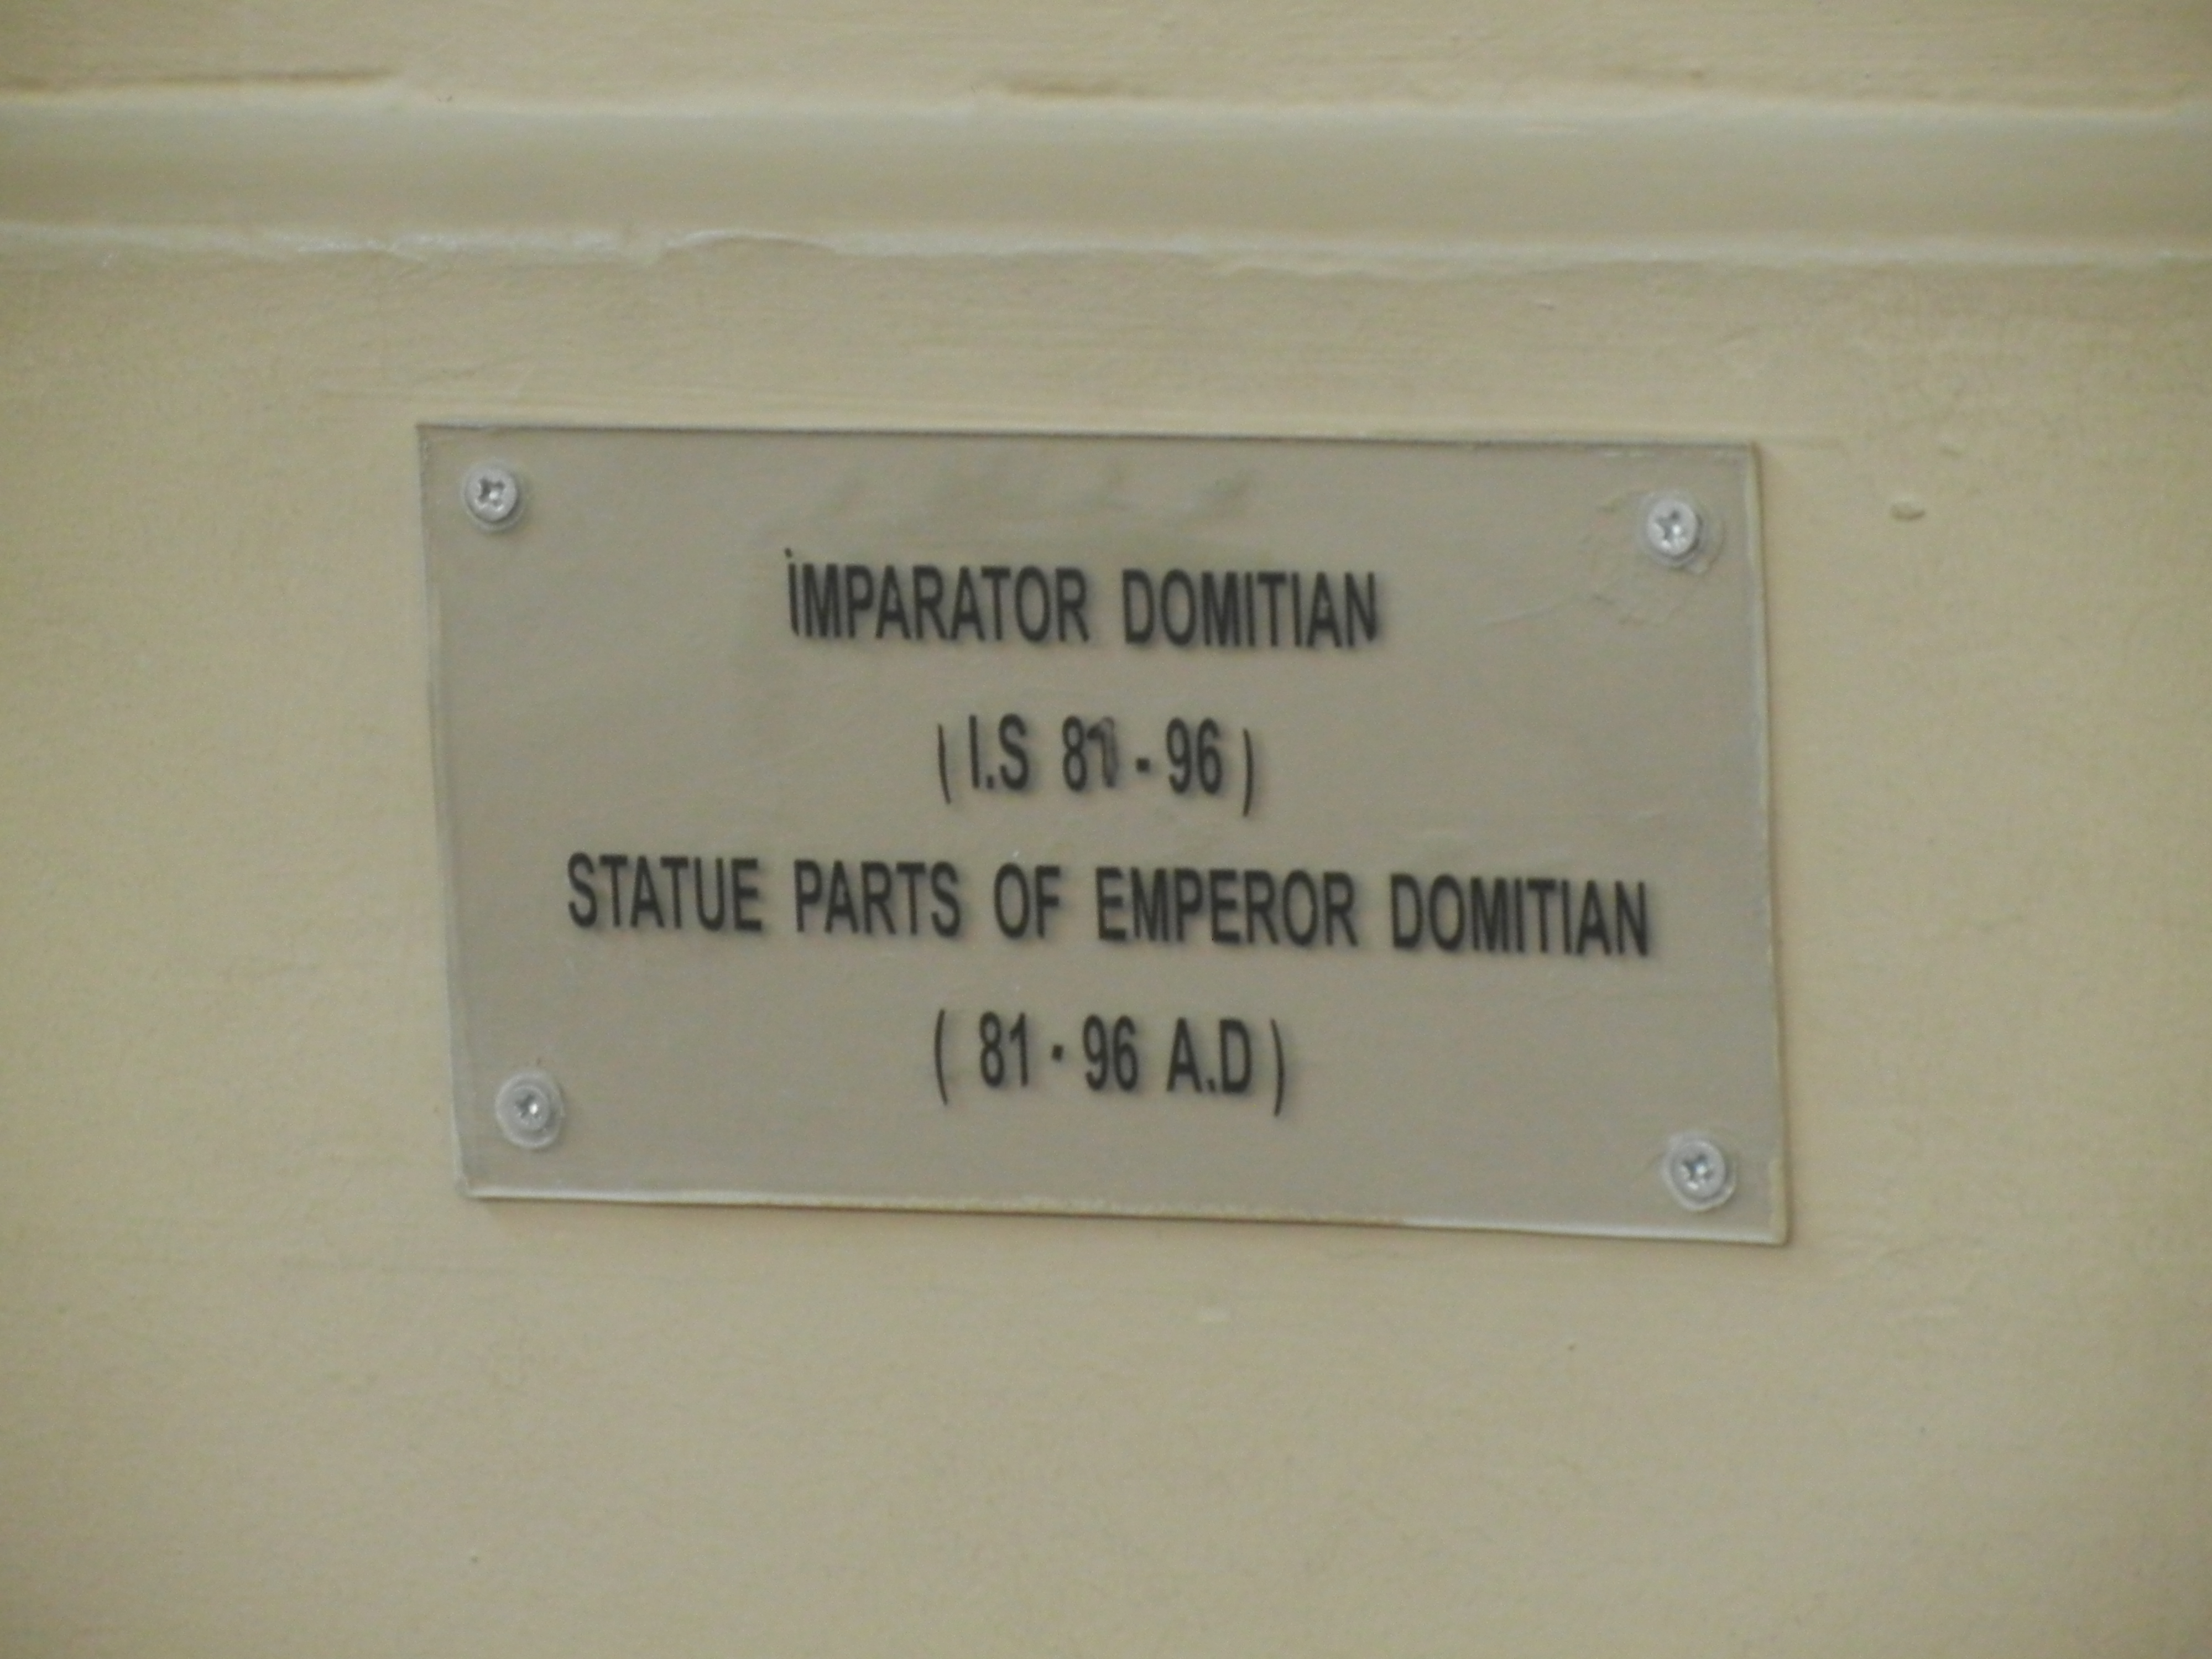 İMPARATOR DOMITIAN
( I.S 81 - 96 )
STATUE PARTS OF EMPEROR DOMITIAN
( 81 - 96 A.D )